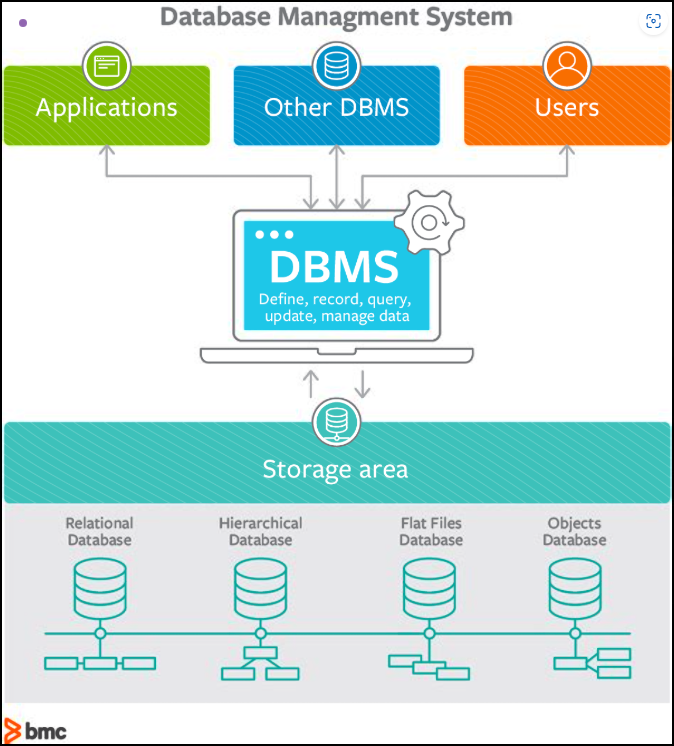 Database Managment System
Applications
Other DBMS
Users
DBMS
Define, record, query,
update, manage data
Storage area
Relational
Database
Hierarchical
Database
Flat Files
Database
Objects
Database
bmc